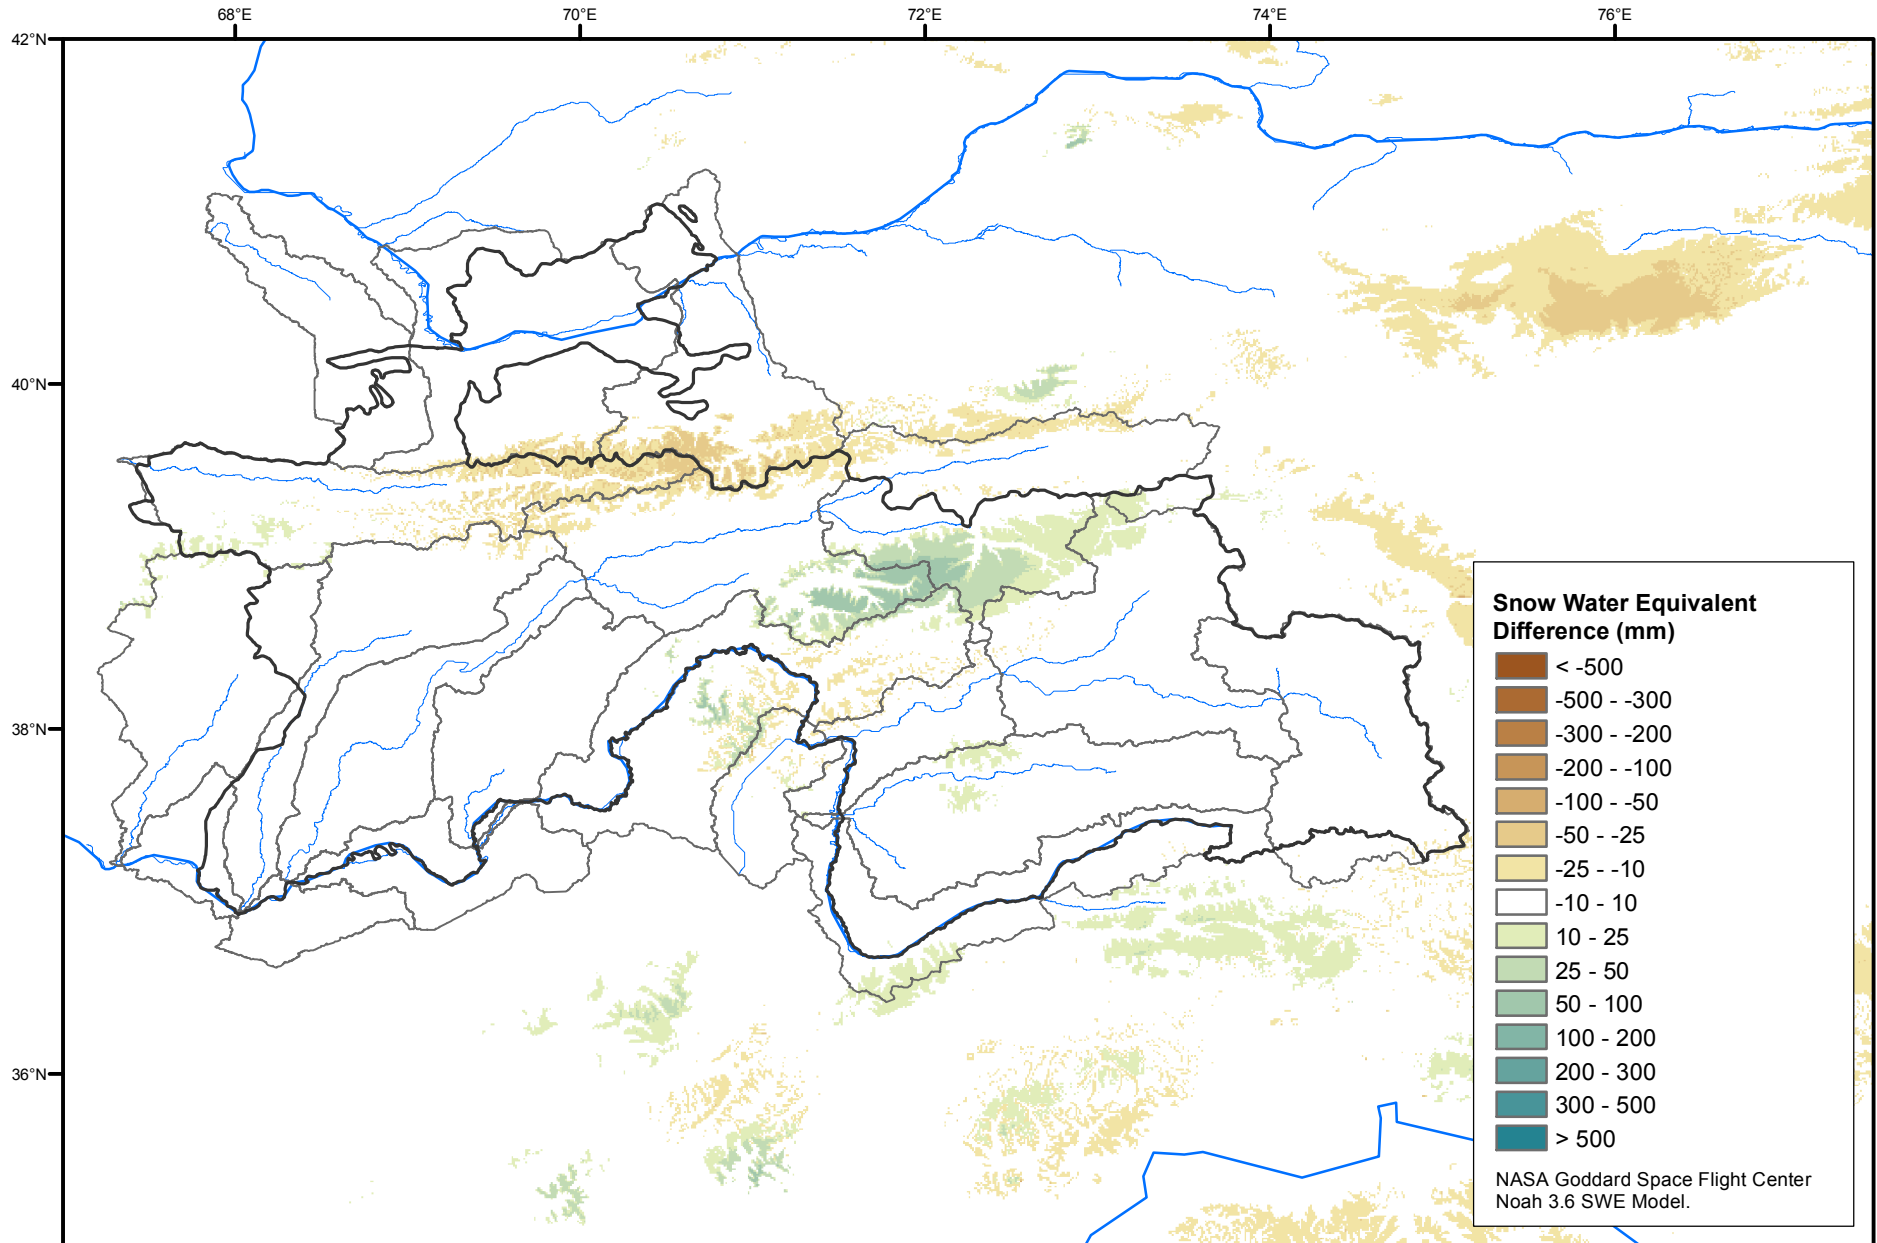 68°E
70°E
72°E
74°E
76°E
42°N
40°N
38°N
36°N
Snow Water Equivalent
Difference (mm)
< -500
-500 - -300
-300 - -200
-200 - -100
-100 - -50
-50 - -25
-25 - -10
-10 - 10
10 - 25
25 - 50
50 - 100
100 - 200
200 - 300
300 - 500
> 500
NASA Goddard Space Flight Center
Noah 3.6 SWE Model.